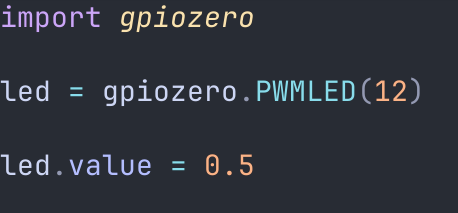 import gpiozero
led = gpiozero.PWMLED(12)
led.value = 0.5